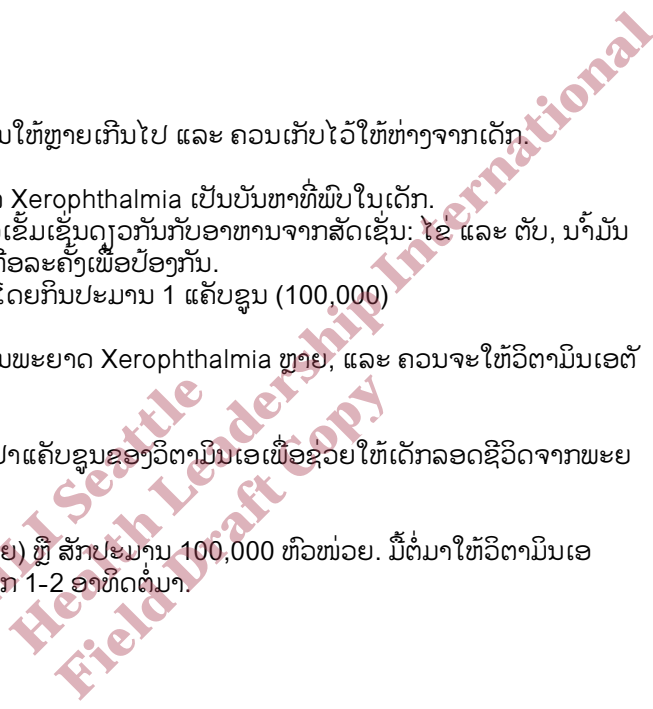 ນໃຫ້ຫຼາຍເກີນໄປ ແລະ ຄວນເກັບໄວ້ໃຫ້ຫ່າງຈາກເດັກ.
Xerophthalmia ເປັນບັນຫາທີ່ພົບໃນເດັກ.
ເຂັ້ມເຊັ່ນດຽວກັນກັບອາຫານຈາກສັດເຊັ່ນ: ໄຂ່ ແລະ ຕັບ, ນໍ້າມັນ
ລະຄັ້ງເພື່ອປ້ອງກັນ.
ໂດຍກິນປະມານ 1 ແຄັບຊູນ (100,000)
ນພະຍາດ Xerophthalmia ຫຼາຍ, ແລະ ຄວນຈະໃຫ້ວິຕາມິນເອຕັ
ປາແຄັບຊູນຂອງວິຕາມິນເອເພື່ອຊ່ວຍໃຫ້ເດັກລອດຊີວິດຈາກພະຍ
ຍ) ຫຼື ສັກປະມານ 100,000 ຫົວໜ່ວຍ. ມື້ຕໍ່ມາໃຫ້ວິຕາມິນເອ
ກ 1-2 ອາທິດຕໍ່ມາ.
Seattle
Health Leadership International
Field Draft Copy